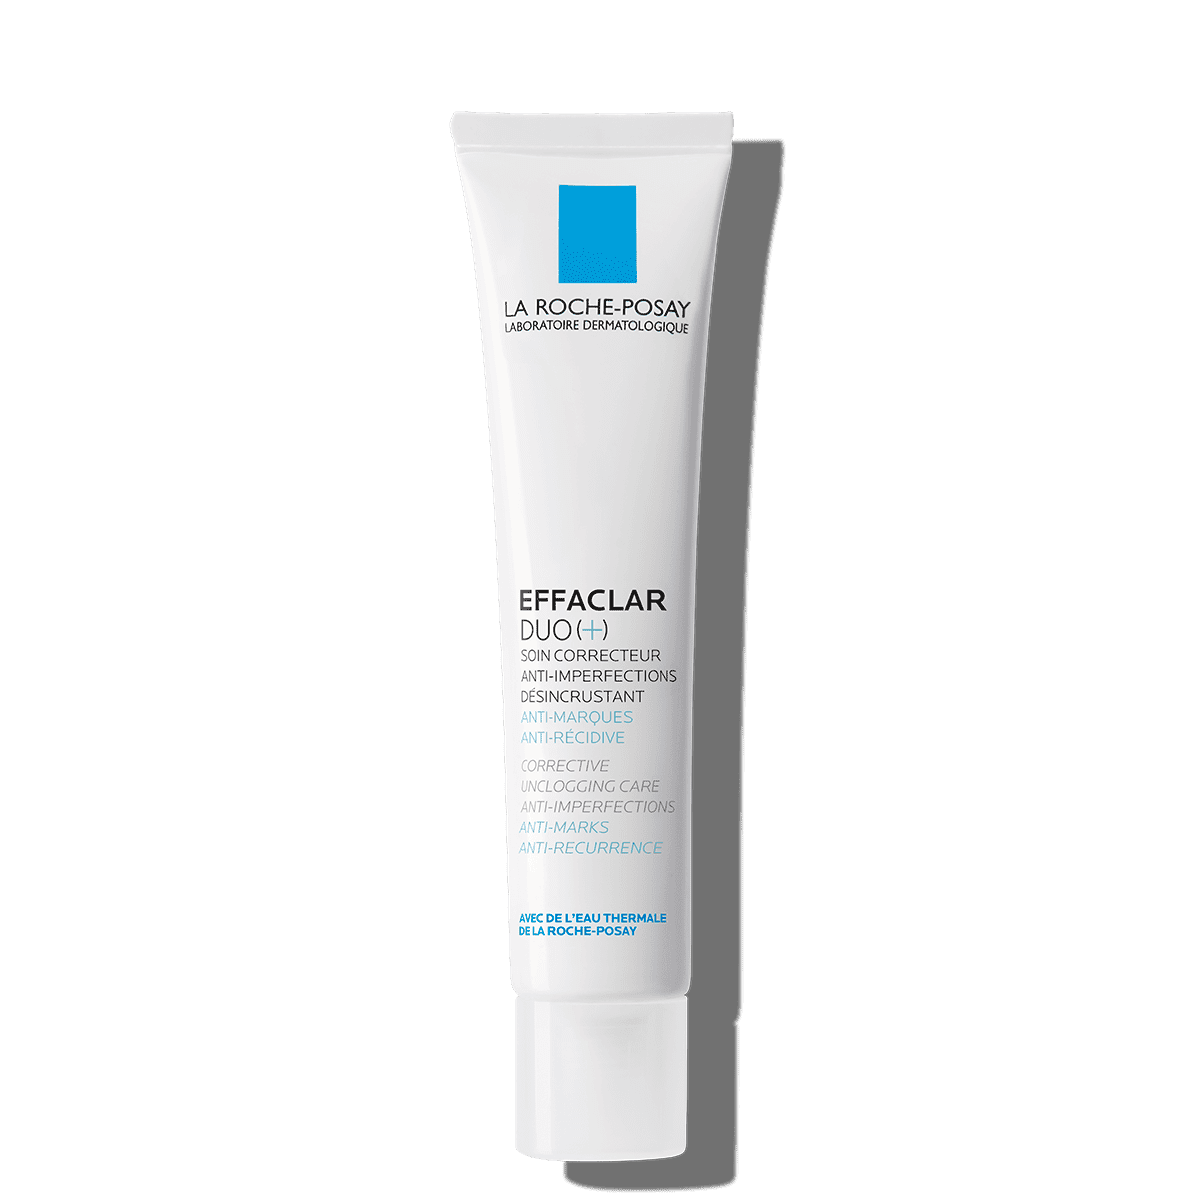 LA ROCHE-POSAY
LABORATOIRE DERMATOLOGIQUE
EFFACLAR
DUO(+)
SOIN CORRECTEUR
ANTI-IMPERFECTIONS
DÉSINCRUSTANT
ANTI-MARQUES
ANTI-RÉCIDIVE
CORRECTIVE
UNCLOGGING CARE
ANTI-IMPERFECTIONS
ANTI-MARKS
ANTI-RECURRENCE
AVEC DE L'EAU THERMALE
DE LA ROCHE-POSAY